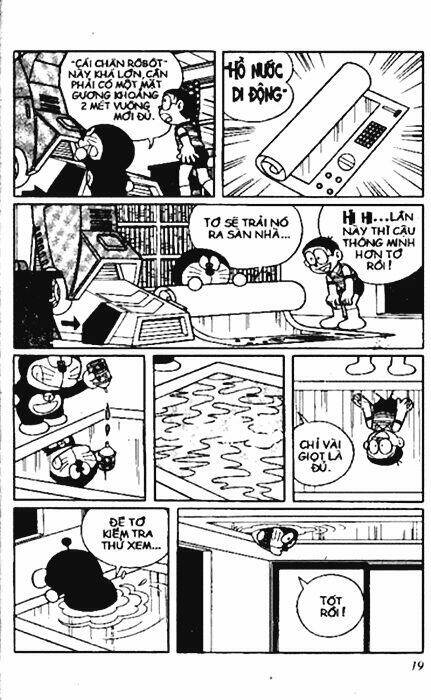 "CÁI CHÂN RÔBÔT"
NÀY KHÁ LỚN, CẦN
PHẢI CÓ MỘT MẶT
GƯƠNG KHOẢNG
2 MÉT VUÔNG
MỚI ĐỦ.
"HỒ NƯỚC
DI ĐỘNG"
TỚ SẼ TRẢI NÓ
RA SÀN NHÀ...
HI HI...LẦN
NÀY THÌ CẬU
THÔNG MINH
HƠN TỚ
RỒI!
CHỈ VÀI
GIỌT LÀ
ĐỦ.
ĐỂ TỚ
KIỂM TRA
THỬ XEM...
TỐT
RỒI!
19